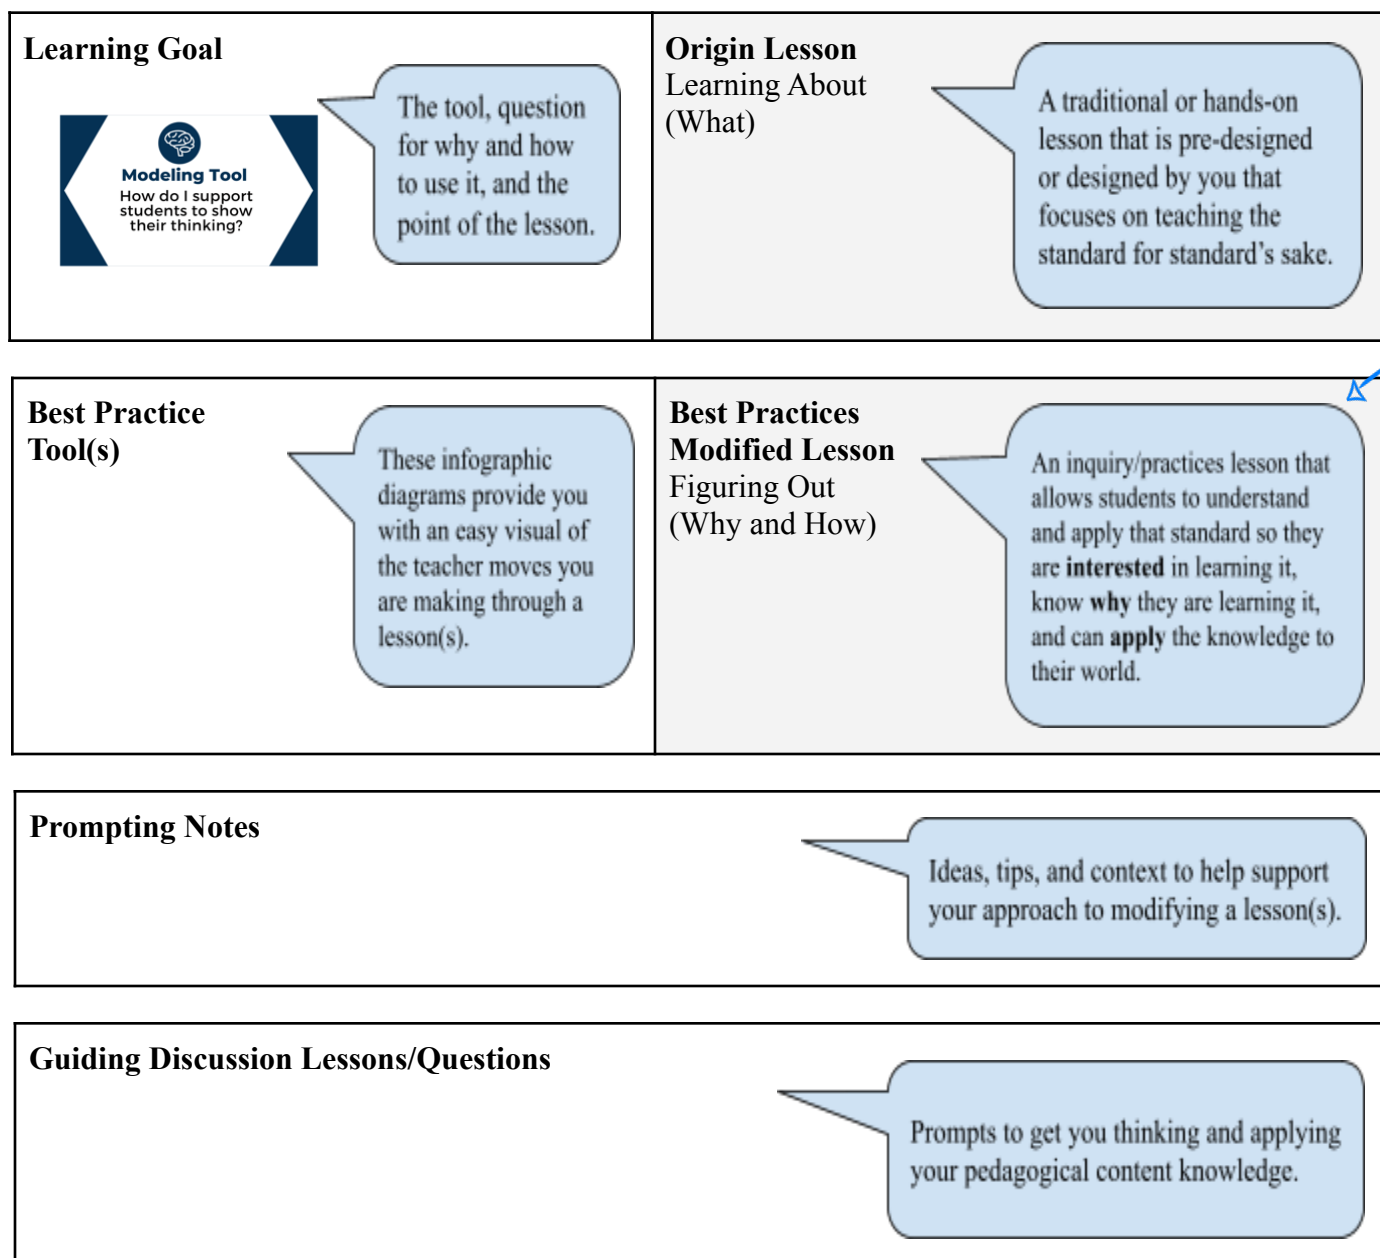 Learning Goal
Modeling Tool
How do I support
students to show
their thinking?
The tool, question
for why and how
to use it, and the
point of the lesson.
Origin Lesson
Learning About
(What)
A traditional or hands-on
lesson that is pre-designed
or designed by you that
focuses on teaching the
standard for standard's sake.
Best Practice
Tool(s)
These infographic
diagrams provide you
with an easy visual of
the teacher moves you
are making through a
lesson(s).
Best Practices
Modified Lesson
Figuring Out
(Why and How)
An inquiry/practices lesson that
allows students to understand
and apply that standard so they
are interested in learning it,
know why they are learning it,
and can apply the knowledge to
their world.
Prompting Notes
Ideas, tips, and context to help support
your approach to modifying a lesson(s).
Guiding Discussion Lessons/Questions
Prompts to get you thinking and applying
your pedagogical content knowledge.